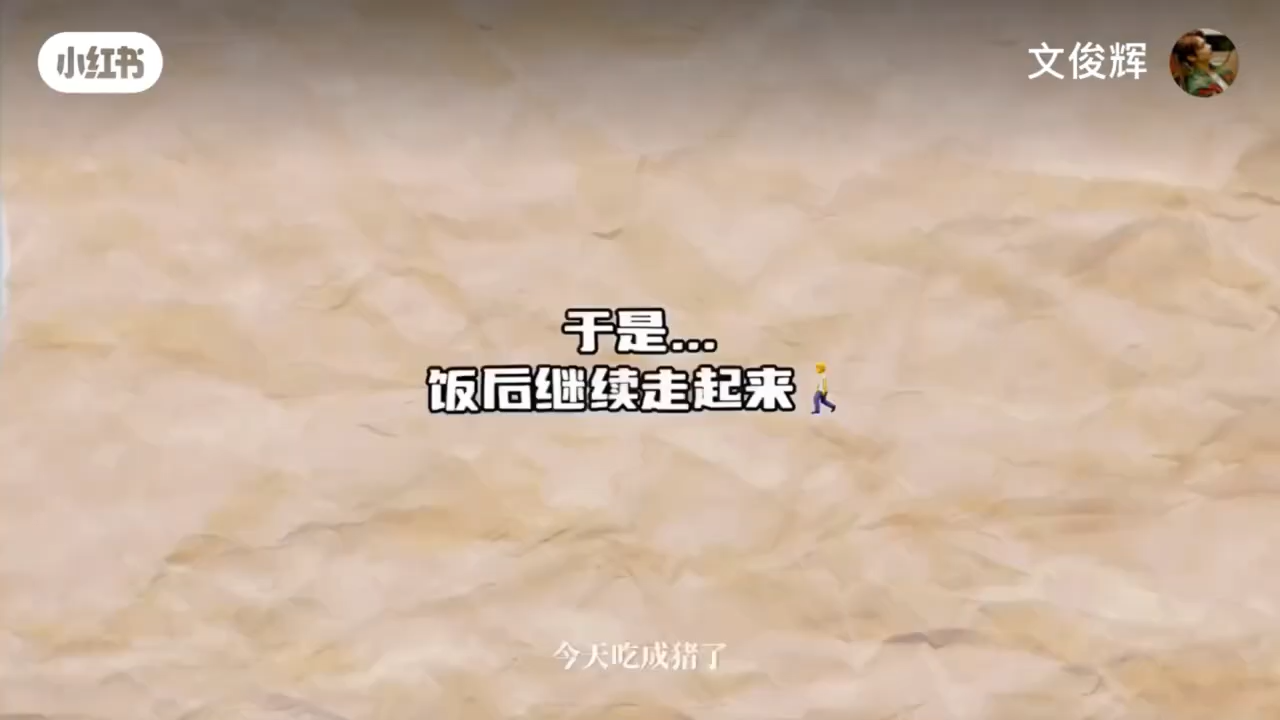 小红书
文俊辉
于是...
饭后继续走起来🚶
今天吃成猪了